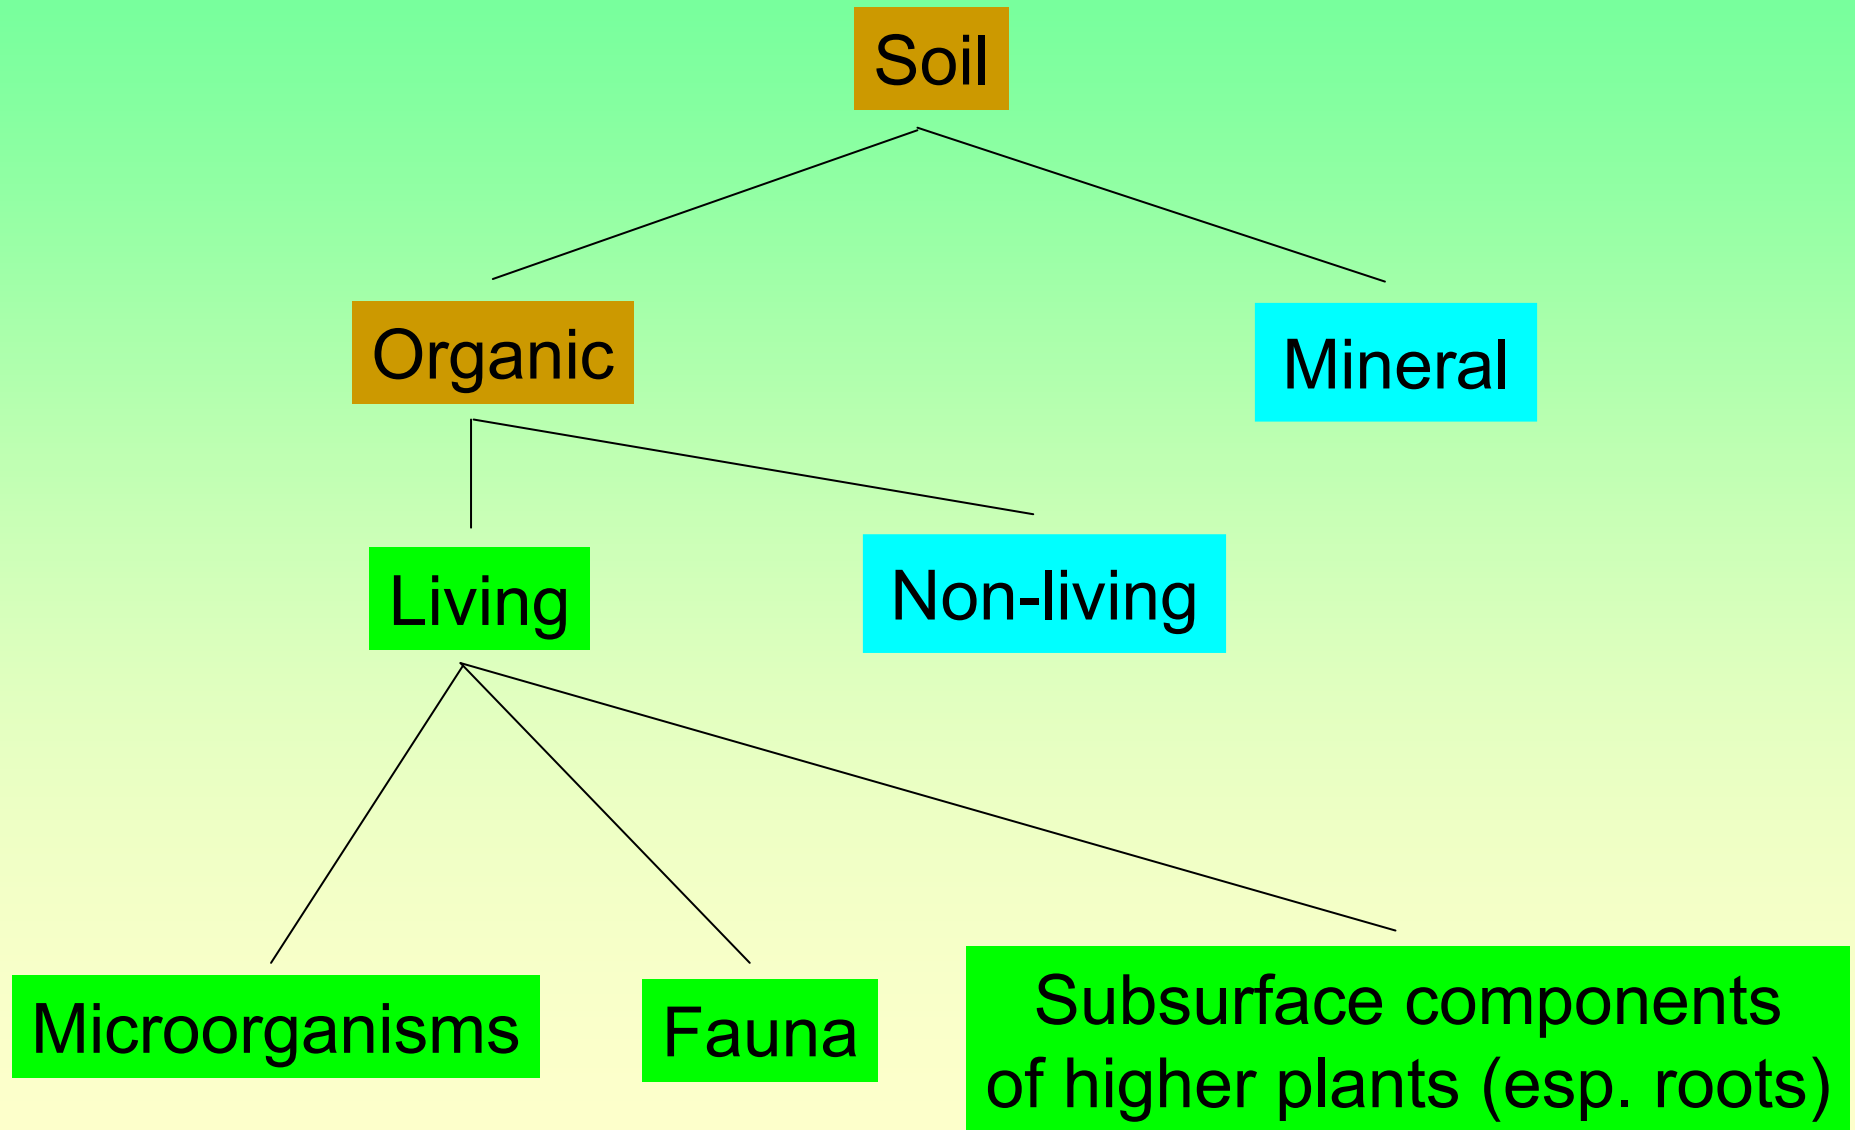 Soil
Organic
Mineral
Living
Non-living
Microorganisms
Fauna
Subsurface components
of higher plants (esp. roots)